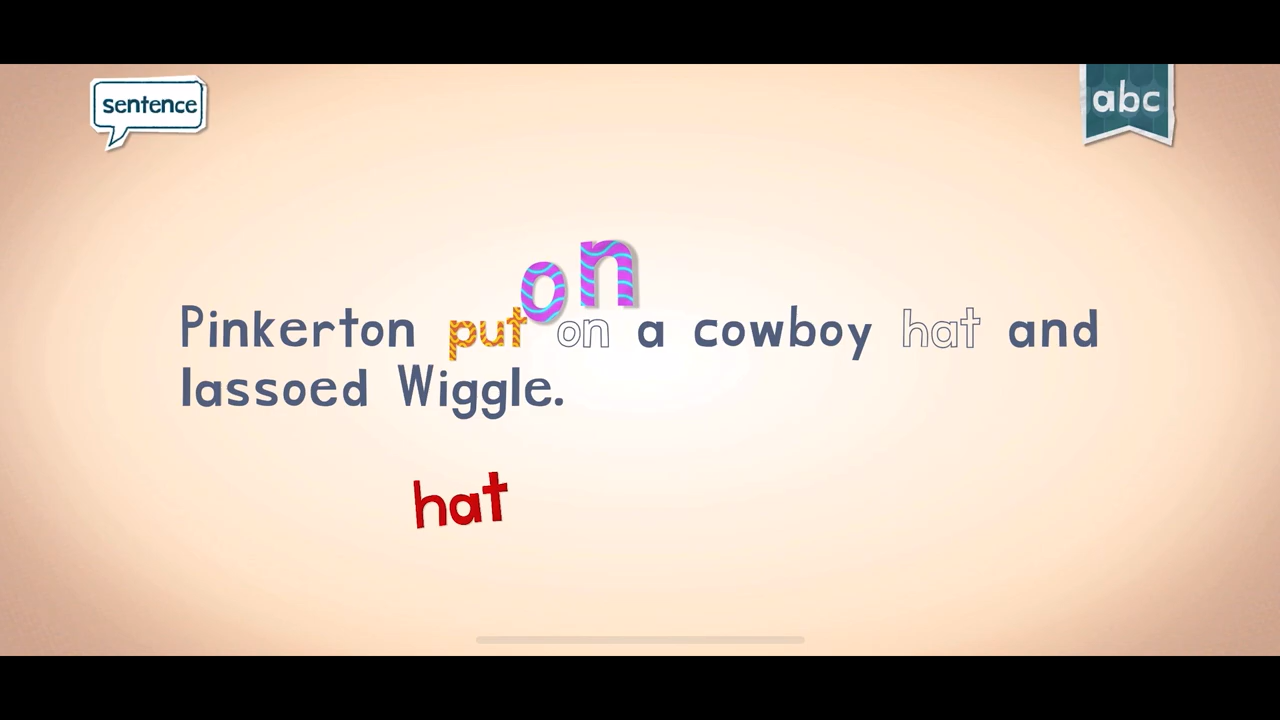 sentence
abc
on
Pinkerton put on a cowboy hat and
lassoed Wiggle.
hat